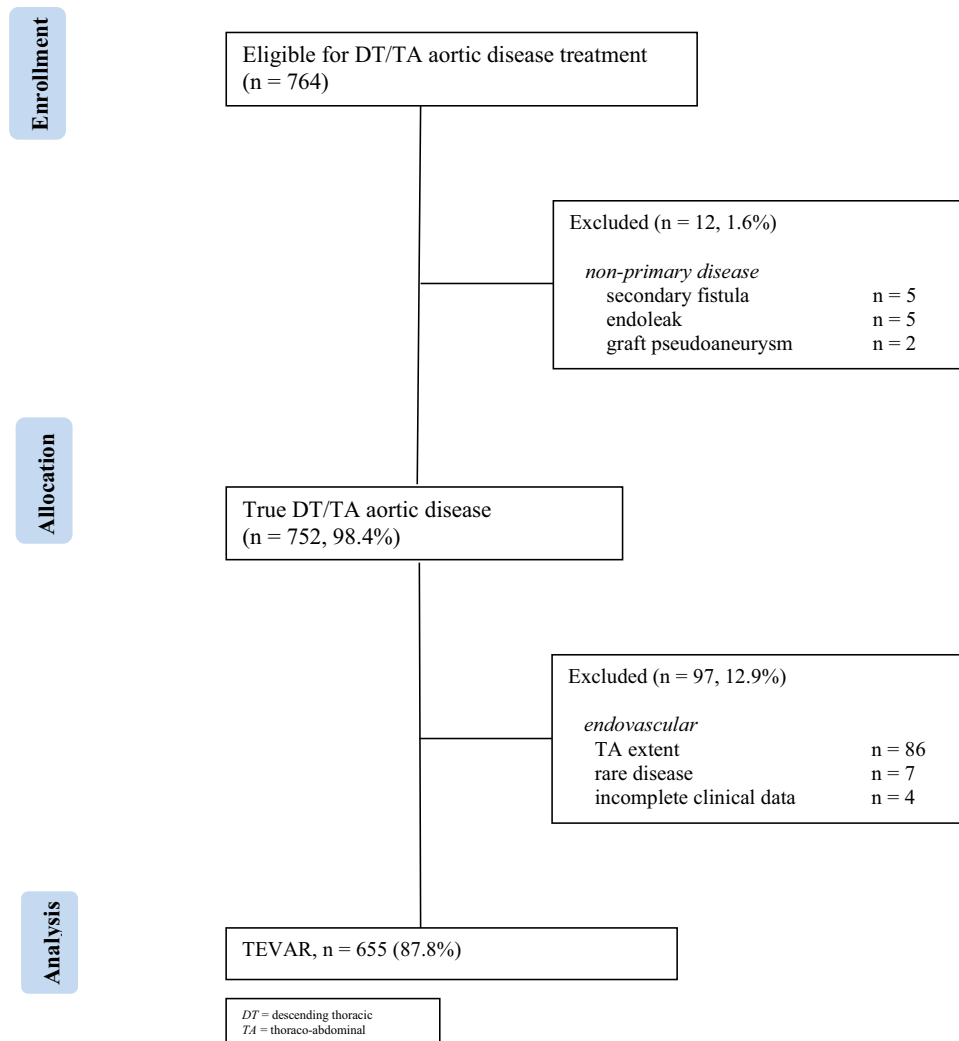 Enrollment
Eligible for DT/TA aortic disease treatment
(n = 764)
Excluded (n = 12, 1.6%)
non-primary disease
secondary fistula n = 5
endoleak n = 5
graft pseudoaneurysm n = 2
Allocation
True DT/TA aortic disease
(n = 752, 98.4%)
Excluded (n = 97, 12.9%)
endovascular
TA extent n = 86
rare disease n = 7
incomplete clinical data n = 4
Analysis
TEVAR, n = 655 (87.8%)
DT = descending thoracic
TA = thoraco-abdominal